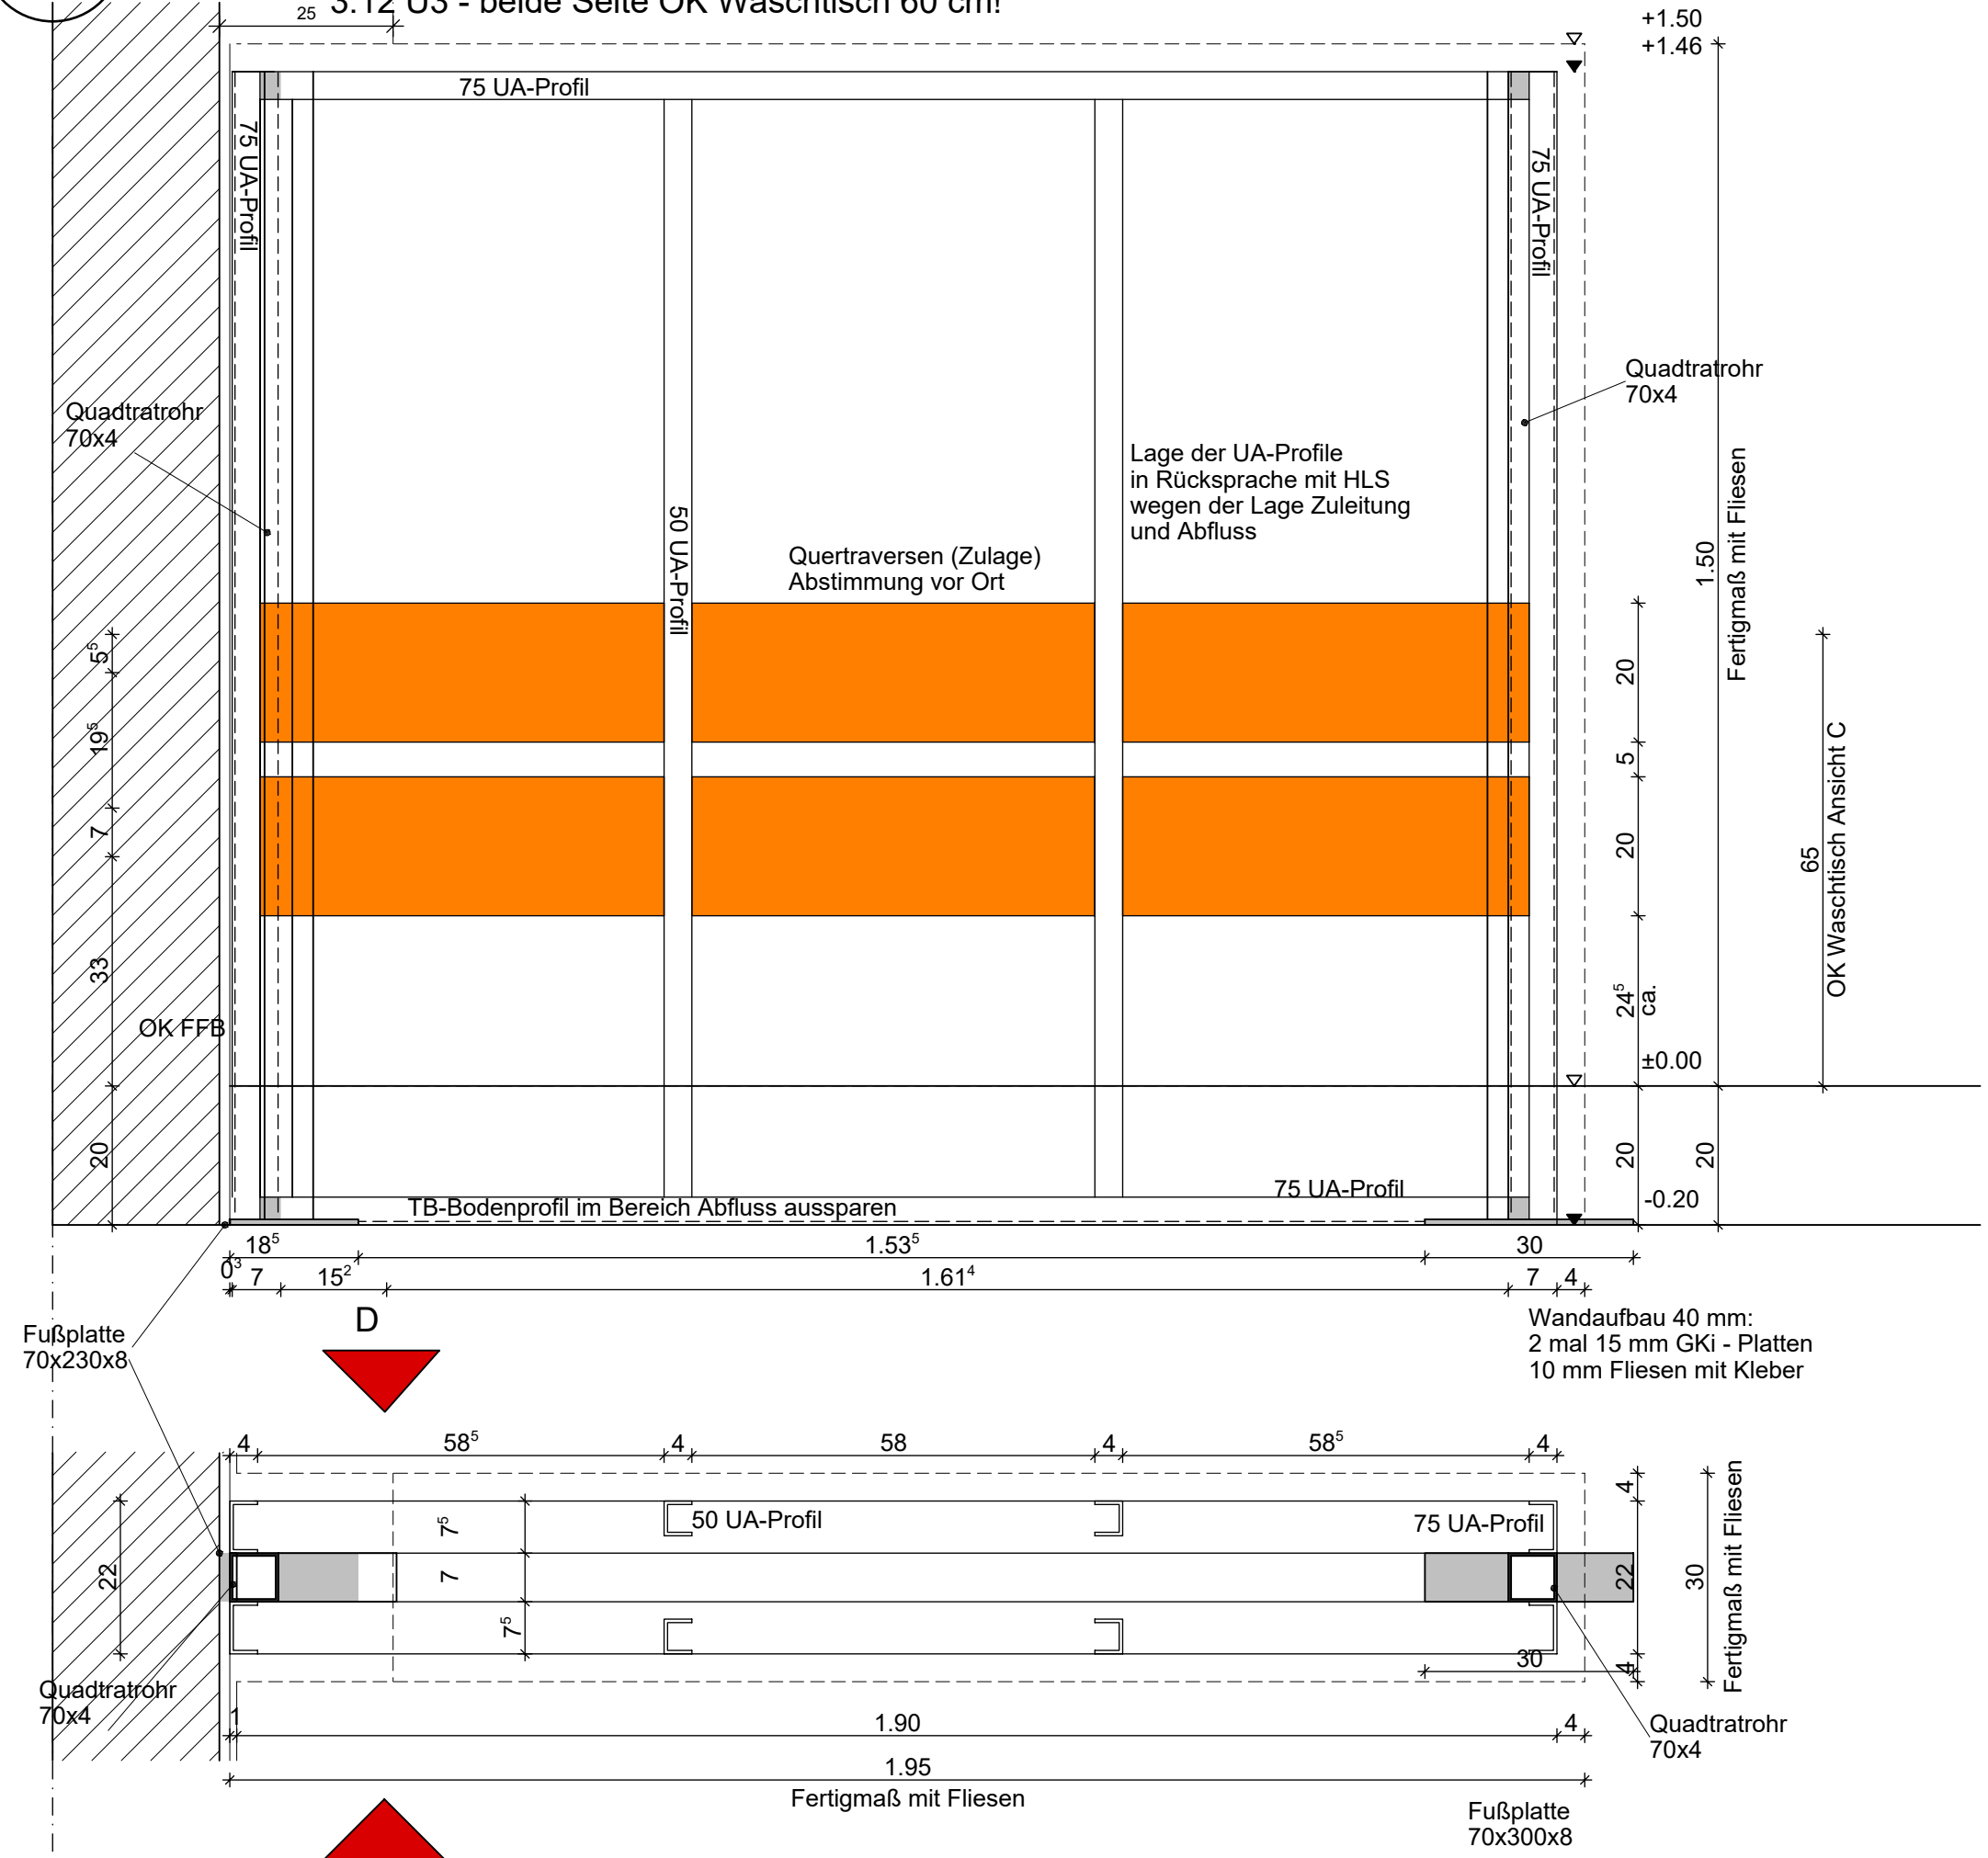 3.12 U3 - beide Seite OK Waschtisch 60 cm!
25
+1.50
+1.46
75 UA-Profil
75 UA-Profil
75 UA-Profil
Quadtratrohr
70x4
Quadtratrohr
70x4
Lage der UA-Profile
in Rücksprache mit HLS
wegen der Lage Zuleitung
und Abfluss
50 UA-Profil
Quertraversen (Zulage)
Abstimmung vor Ort
1.50
Fertigmaß mit Fliesen
5⁵
19⁵
7
33
20
20
5
20
24⁵
ca.
65
OK Waschtisch Ansicht C
OK FFB
±0.00
20
20
-0.20
75 UA-Profil
TB-Bodenprofil im Bereich Abfluss aussparen
18⁵
1.53⁵
30
0³
7
15²
1.61⁴
7
4
D
Wandaufbau 40 mm:
2 mal 15 mm GKi - Platten
10 mm Fliesen mit Kleber
Fußplatte
70x230x8
4
58⁵
4
58
4
58⁵
4
50 UA-Profil
75 UA-Profil
7⁵
7
7⁵
22
4
22
4
30
Fertigmaß mit Fliesen
30
Quadtratrohr
70x4
1
1.90
4
Quadtratrohr
70x4
1.95
Fertigmaß mit Fliesen
Fußplatte
70x300x8